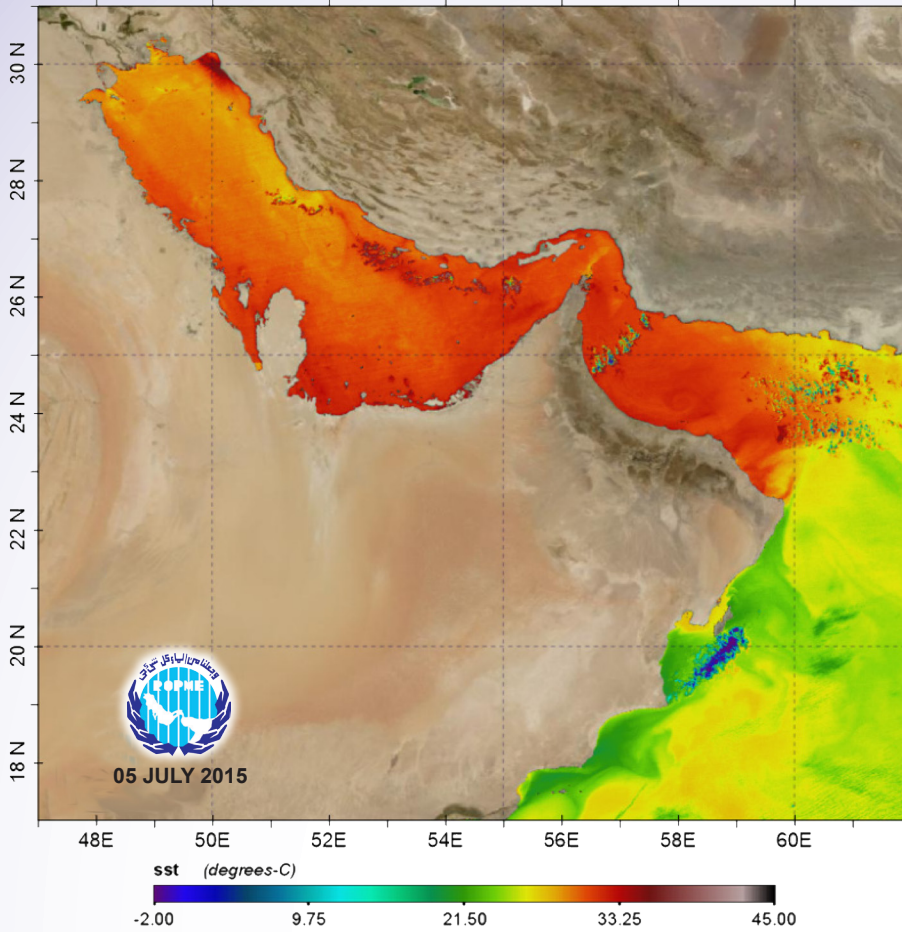 30 N
28 N
26 N
24 N
22 N
20 N
18 N
ROPME
05 JULY 2015
48E 50E 52E 54E 56E 58E 60E
sst (degrees-C)
-2.00 9.75 21.50 33.25 45.00